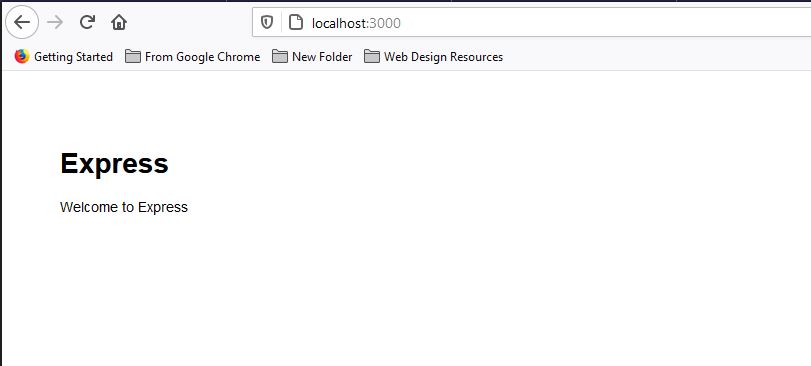 localhost:3000
Getting Started From Google Chrome New Folder Web Design Resources
Express
Welcome to Express